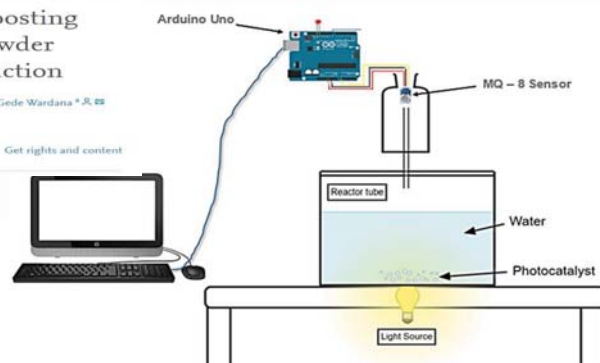 osting
wder
ction
Gede Wardana
Get rights and content
Arduino Uno
MQ – 8 Sensor
Reactor tube
Water
Photocatalyst
Light Source